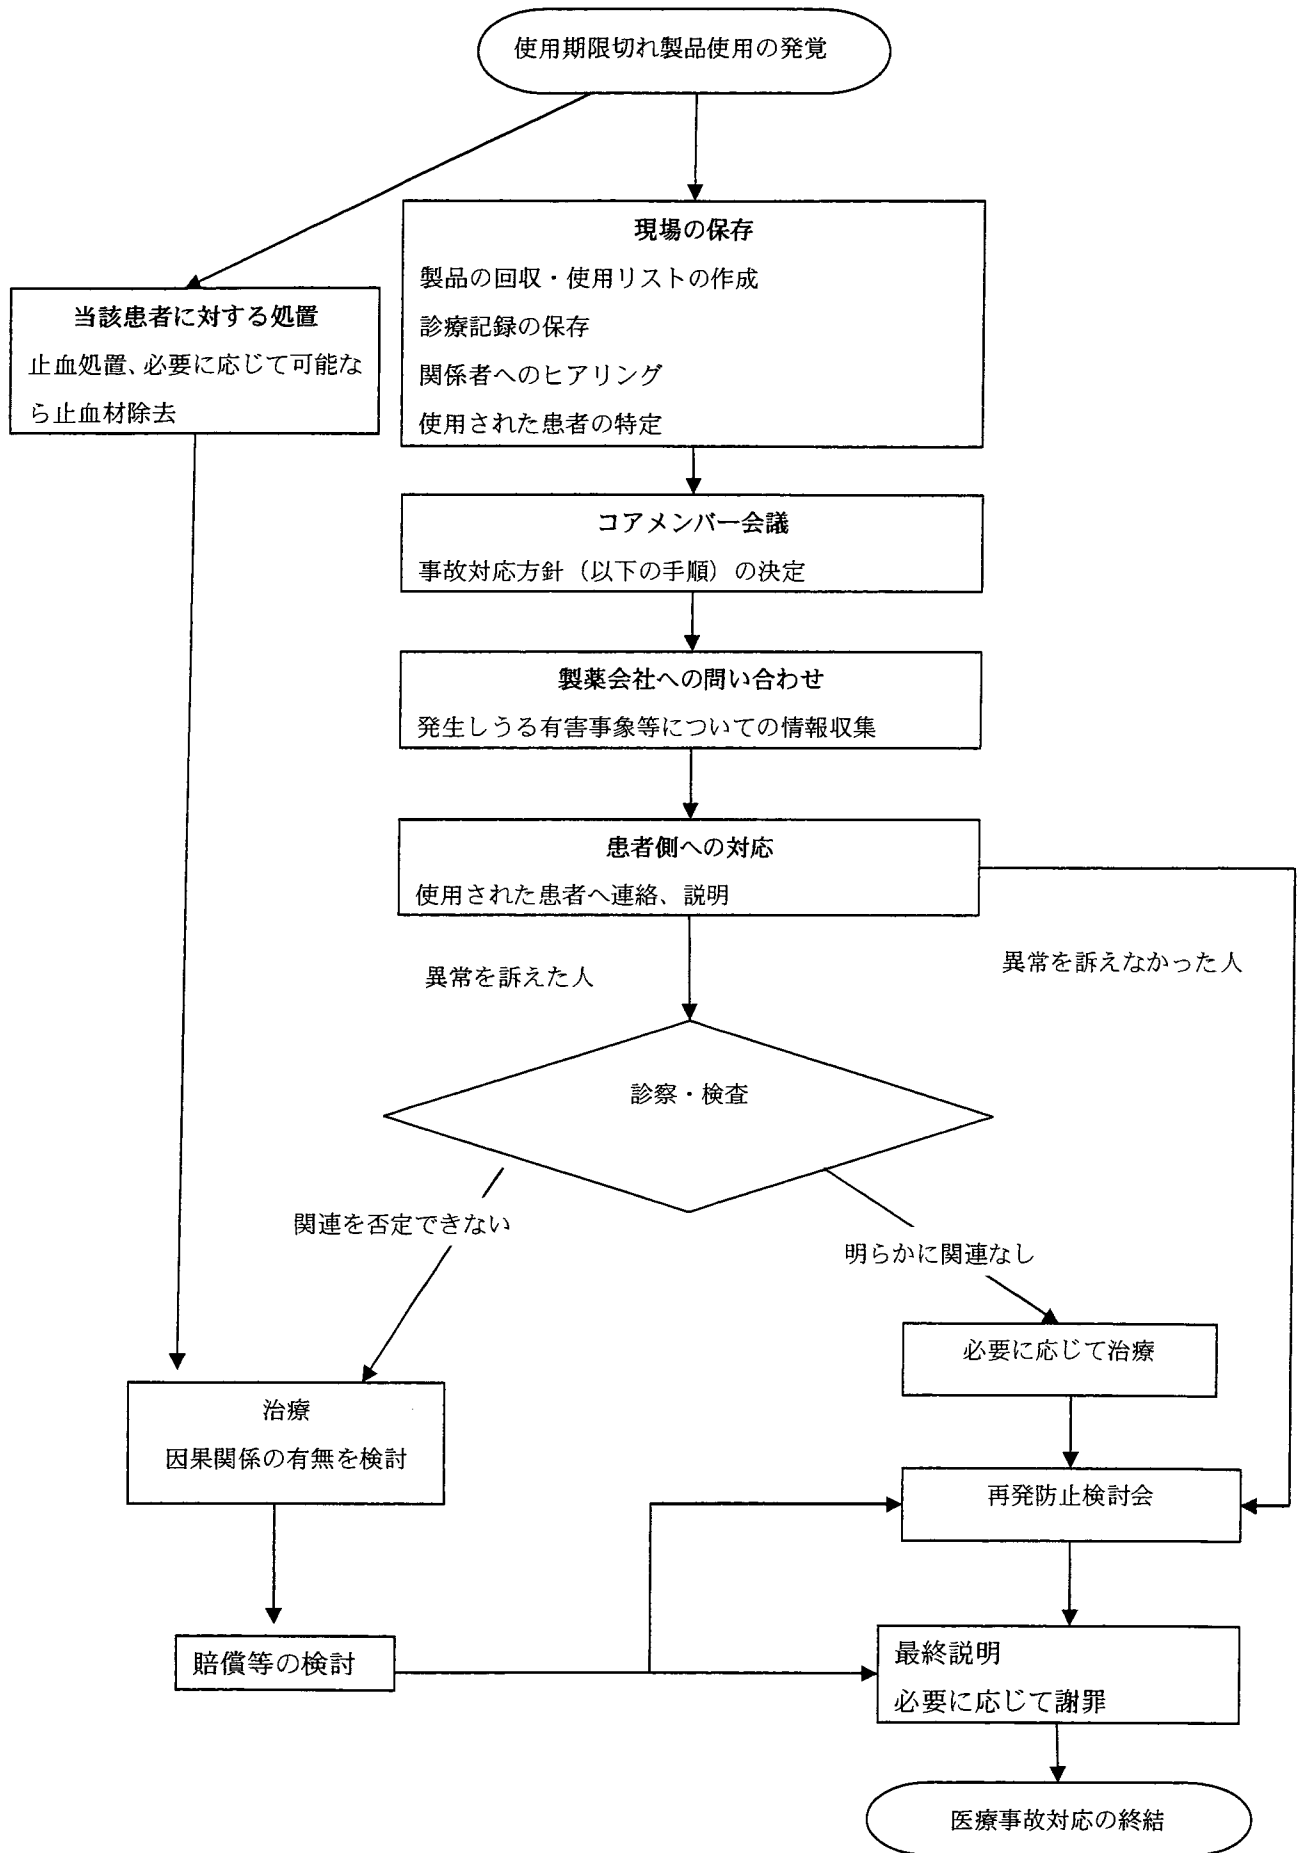 使用期限切れ製品使用の発覚
現場の保存
製品の回収・使用リストの作成
診療記録の保存
関係者へのヒアリング
使用された患者の特定
当該患者に対する処置
止血処置、必要に応じて可能な
ら止血材除去
コアメンバー会議
事故対応方針（以下の手順）の決定
製薬会社への問い合わせ
発生しうる有害事象等についての情報収集
患者側への対応
使用された患者へ連絡、説明
異常を訴えた人
異常を訴えなかった人
診察・検査
関連を否定できない
明らかに関連なし
必要に応じて治療
治療
因果関係の有無を検討
再発防止検討会
賠償等の検討
最終説明
必要に応じて謝罪
医療事故対応の終結